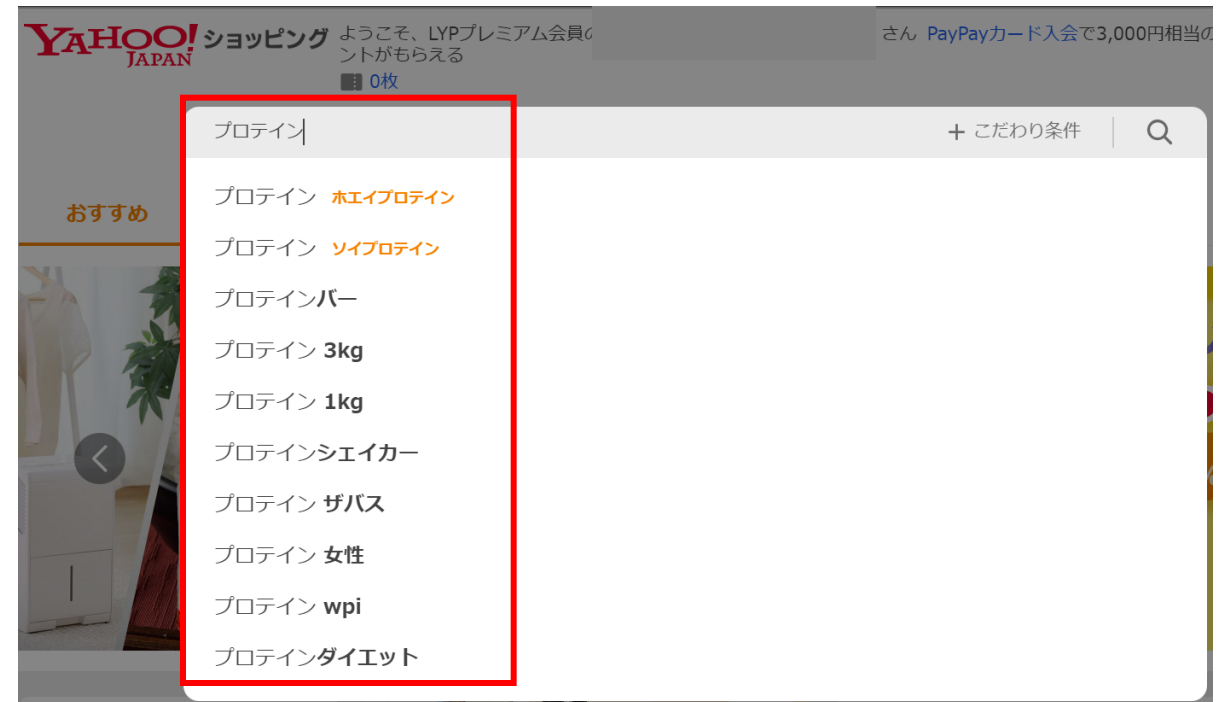 YAHOO!
JAPAN
ショッピング
ようこそ、LYPプレミアム会員の
ントがもらえる
0枚
さん PayPayカード入会で3,000円相当の
プロテイン
+ こだわり条件
おすすめ
プロテイン ホエイプロテイン
プロテイン ソイプロテイン
プロテインバー
プロテイン 3kg
プロテイン 1kg
プロテインシェイカー
プロテイン ザバス
プロテイン 女性
プロテイン wpi
プロテインダイエット